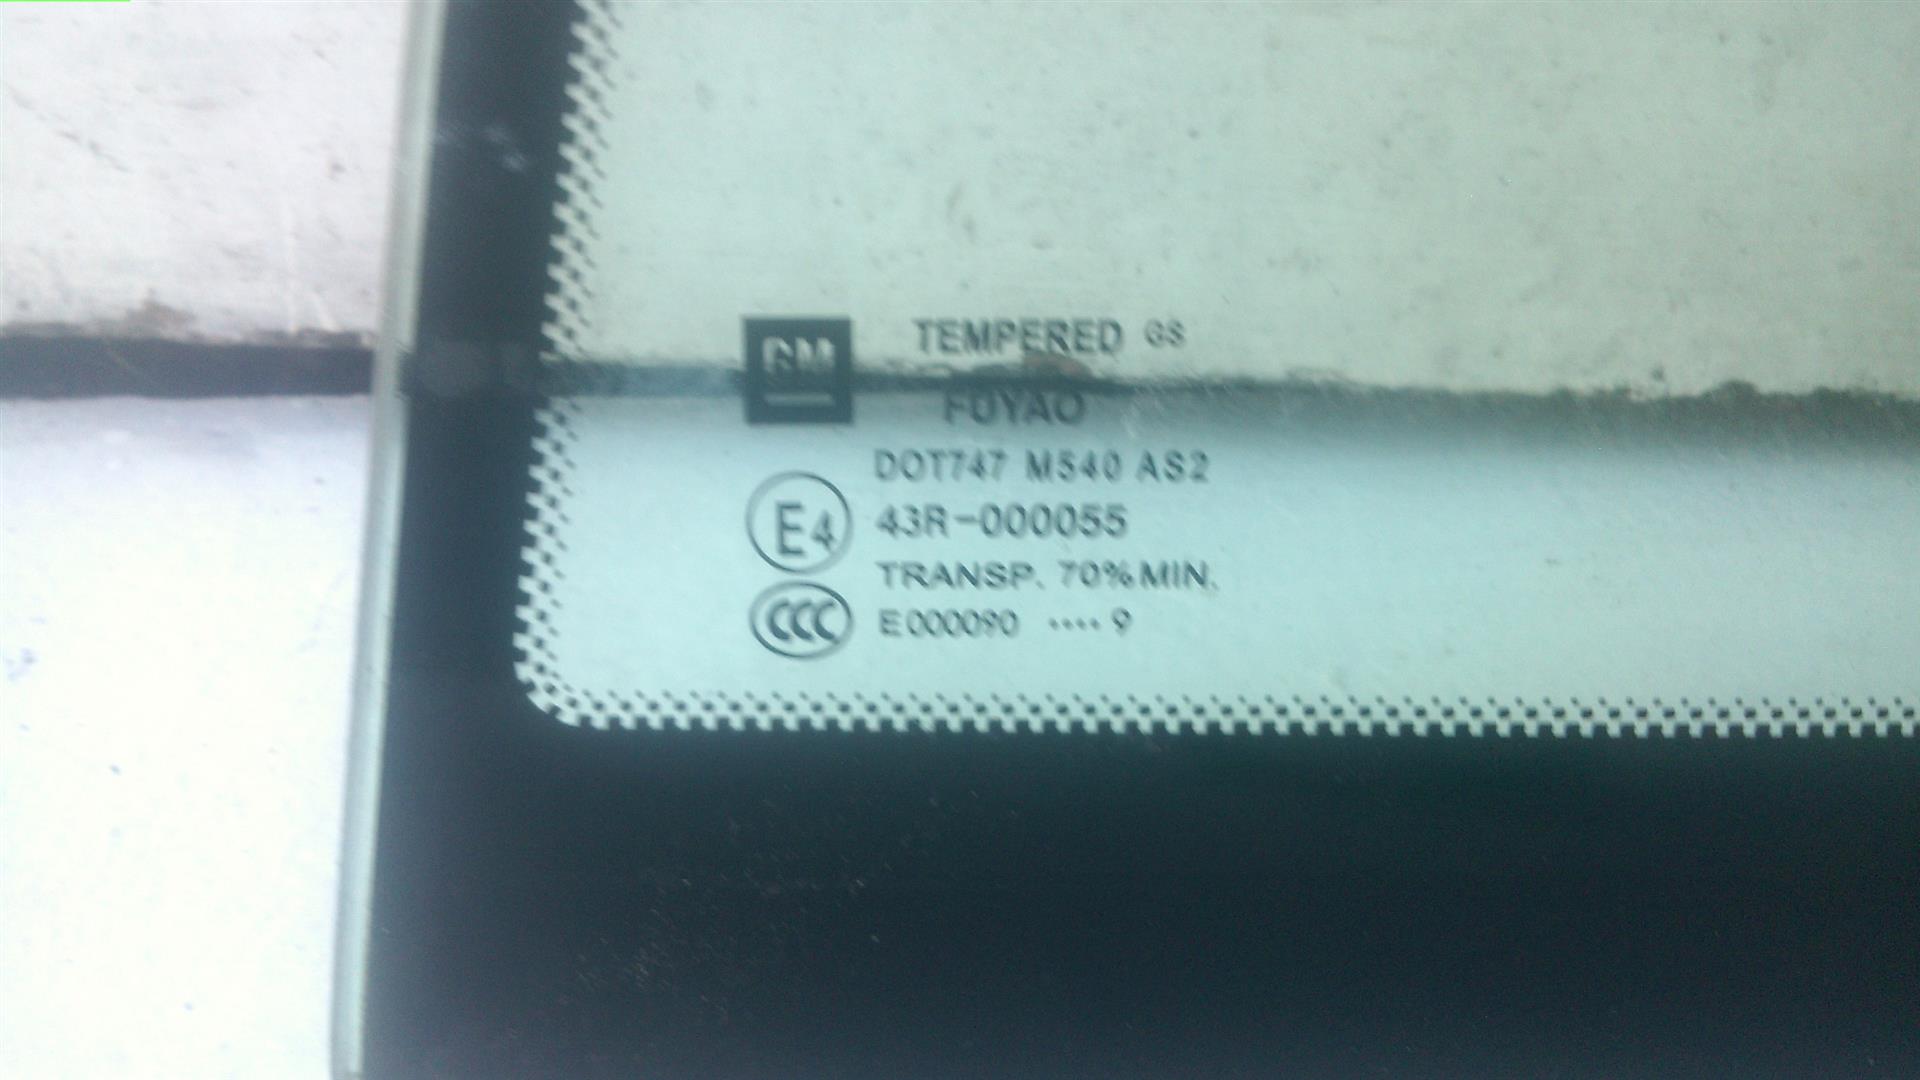 GM
TEMPERED GS
FUYAO
DOT747 M540 AS2
E4 43R-000055
TRANSP. 70% MIN.
CCC E000090 •••• 9